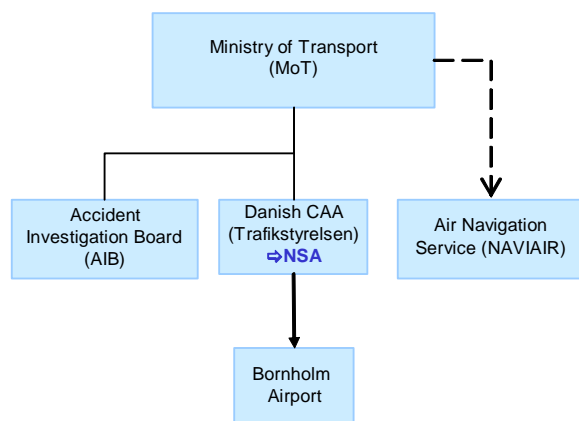 Ministry of Transport
(MoT)
Accident
Investigation Board
(AIB)
Danish CAA
(Trafikstyrelsen)
⇨NSA
Air Navigation
Service (NAVIAIR)
Bornholm
Airport